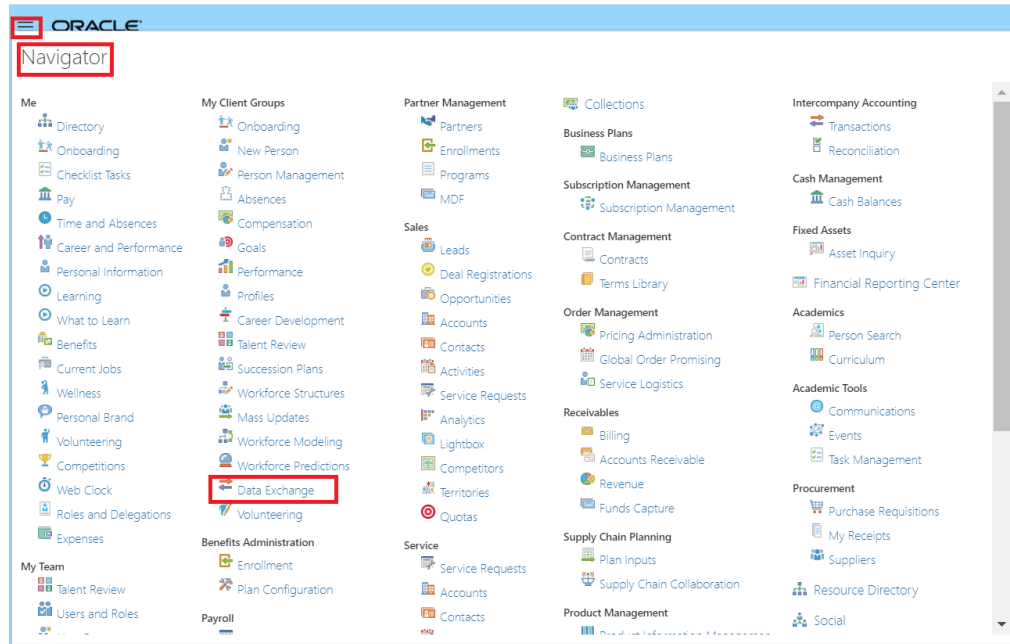 ORACLE
Navigator
Me
Directory
Onboarding
Checklist Tasks
Pay
Time and Absences
Career and Performance
Personal Information
Learning
What to Learn
Benefits
Current Jobs
Wellness
Personal Brand
Volunteering
Competitions
Web Clock
Roles and Delegations
Expenses
My Team
Talent Review
Users and Roles
My Client Groups
Onboarding
New Person
Person Management
Absences
Compensation
Goals
Performance
Profiles
Career Development
Talent Review
Succession Plans
Workforce Structures
Mass Updates
Workforce Modeling
Workforce Predictions
Data Exchange
Volunteering
Benefits Administration
Enrollment
Plan Configuration
Payroll
Partner Management
Partners
Enrollments
Programs
MDF
Sales
Leads
Deal Registrations
Opportunities
Accounts
Contacts
Activities
Service Requests
Analytics
Lightbox
Competitors
Territories
Quotas
Service
Service Requests
Accounts
Contacts
Collections
Business Plans
Business Plans
Subscription Management
Subscription Management
Contract Management
Contracts
Terms Library
Order Management
Pricing Administration
Global Order Promising
Service Logistics
Receivables
Billing
Accounts Receivable
Revenue
Funds Capture
Supply Chain Planning
Plan Inputs
Supply Chain Collaboration
Product Management
Product Information
Intercompany Accounting
Transactions
Reconciliation
Cash Management
Cash Balances
Fixed Assets
Asset Inquiry
Financial Reporting Center
Academics
Person Search
Curriculum
Academic Tools
Communications
Events
Task Management
Procurement
Purchase Requisitions
My Receipts
Suppliers
Resource Directory
Social